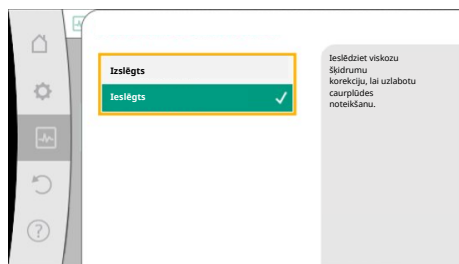 Izslēgts
Ieslēgts
Ieslēdziet viskozu
šķidrumu
korekciju, lai uzlabotu
caurplūdes
noteikšanu.